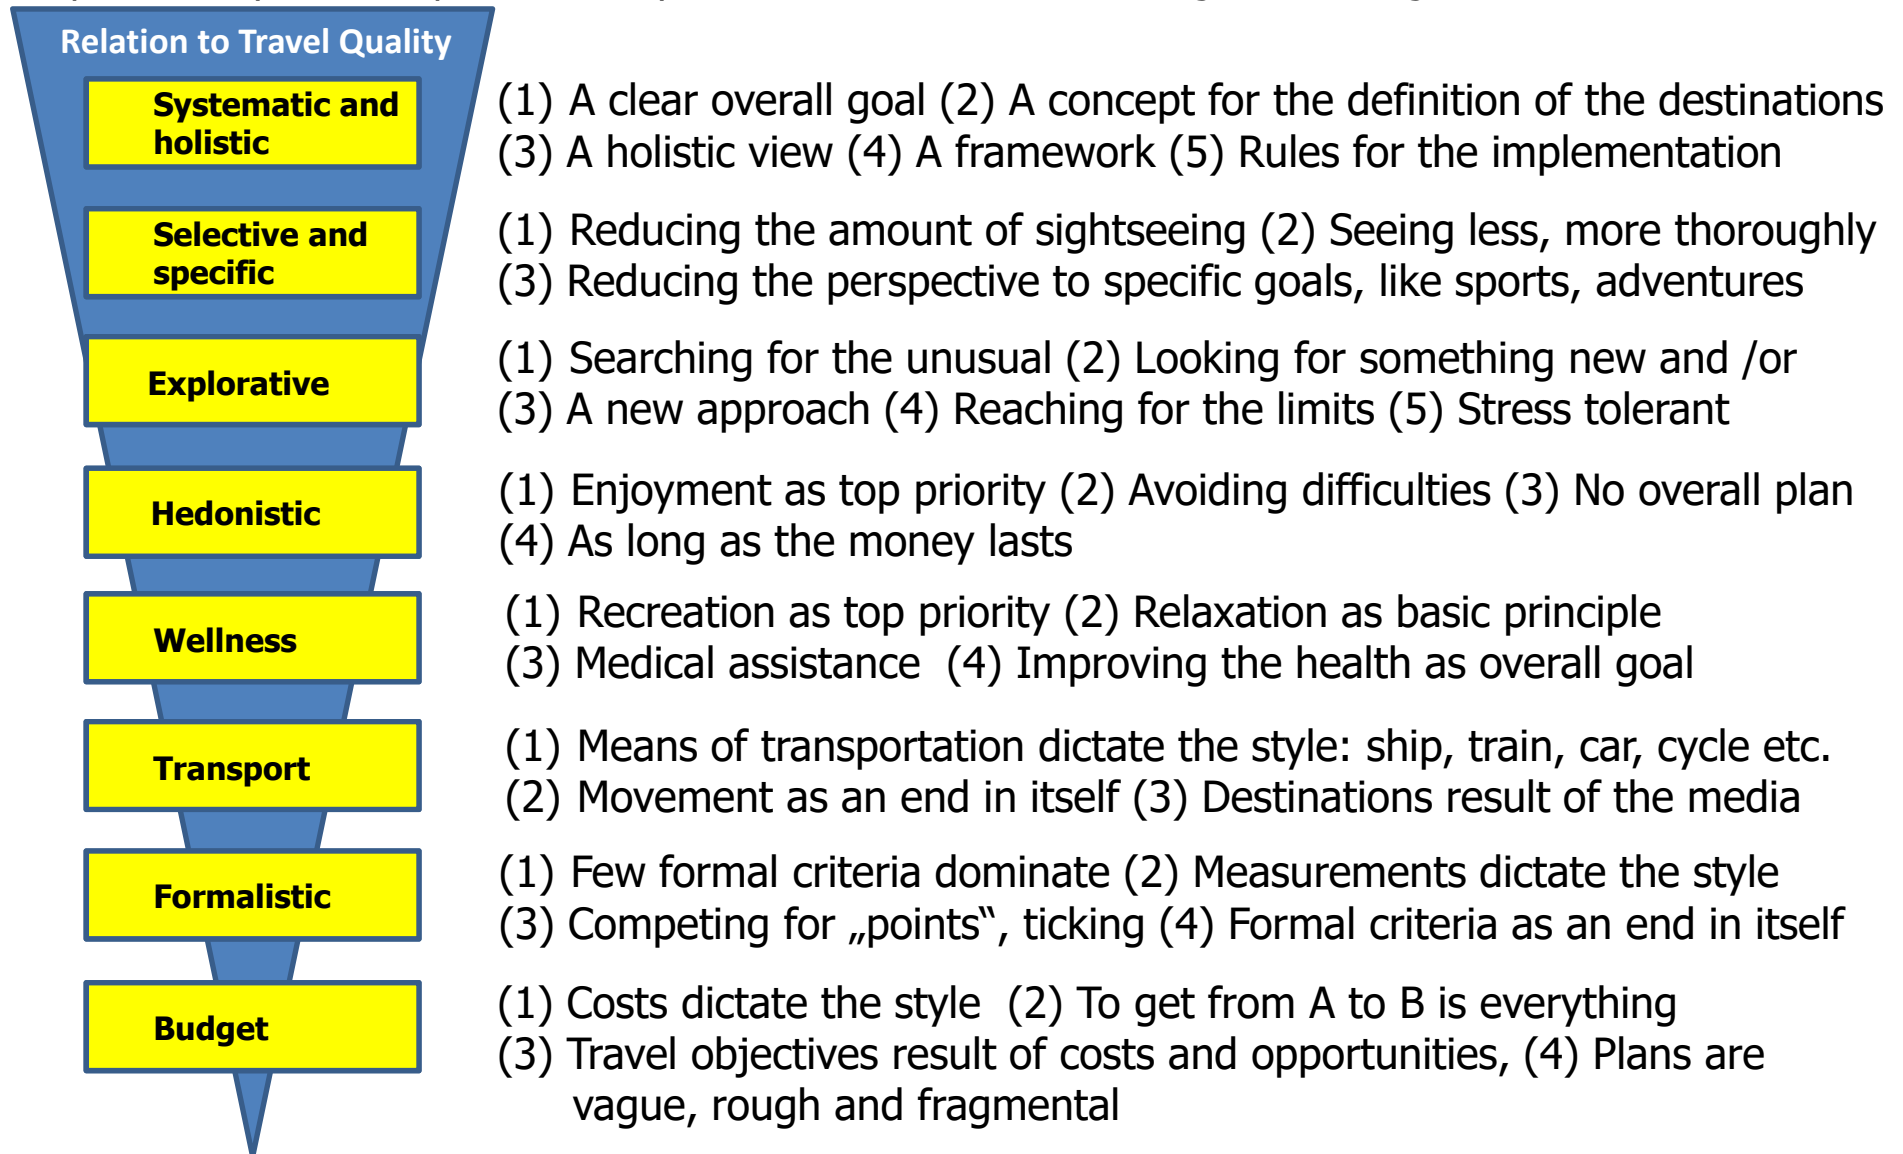 Relation to Travel Quality
Systematic and
holistic
(1) A clear overall goal (2) A concept for the definition of the destinations
(3) A holistic view (4) A framework (5) Rules for the implementation
Selective and
specific
(1) Reducing the amount of sightseeing (2) Seeing less, more thoroughly
(3) Reducing the perspective to specific goals, like sports, adventures
Explorative
(1) Searching for the unusual (2) Looking for something new and /or
(3) A new approach (4) Reaching for the limits (5) Stress tolerant
Hedonistic
(1) Enjoyment as top priority (2) Avoiding difficulties (3) No overall plan
(4) As long as the money lasts
Wellness
(1) Recreation as top priority (2) Relaxation as basic principle
(3) Medical assistance  (4) Improving the health as overall goal
Transport
(1) Means of transportation dictate the style: ship, train, car, cycle etc.
(2) Movement as an end in itself (3) Destinations result of the media
Formalistic
(1) Few formal criteria dominate (2) Measurements dictate the style
(3) Competing for „points“, ticking (4) Formal criteria as an end in itself
Budget
(1) Costs dictate the style  (2) To get from A to B is everything
(3) Travel objectives result of costs and opportunities, (4) Plans are
vague, rough and fragmental